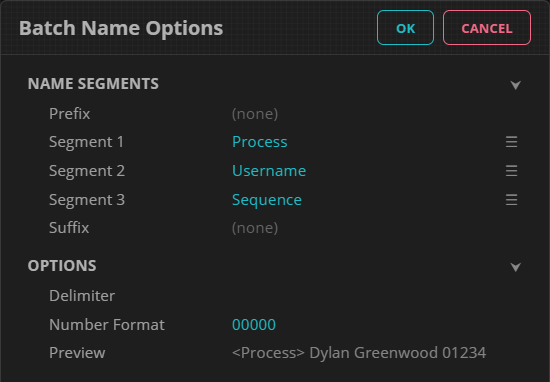 Batch Name Options OK CANCEL
NAME SEGMENTS
Prefix (none)
Segment 1 Process
Segment 2 Username
Segment 3 Sequence
Suffix (none)
OPTIONS
Delimiter
Number Format 00000
Preview <Process> Dylan Greenwood 01234